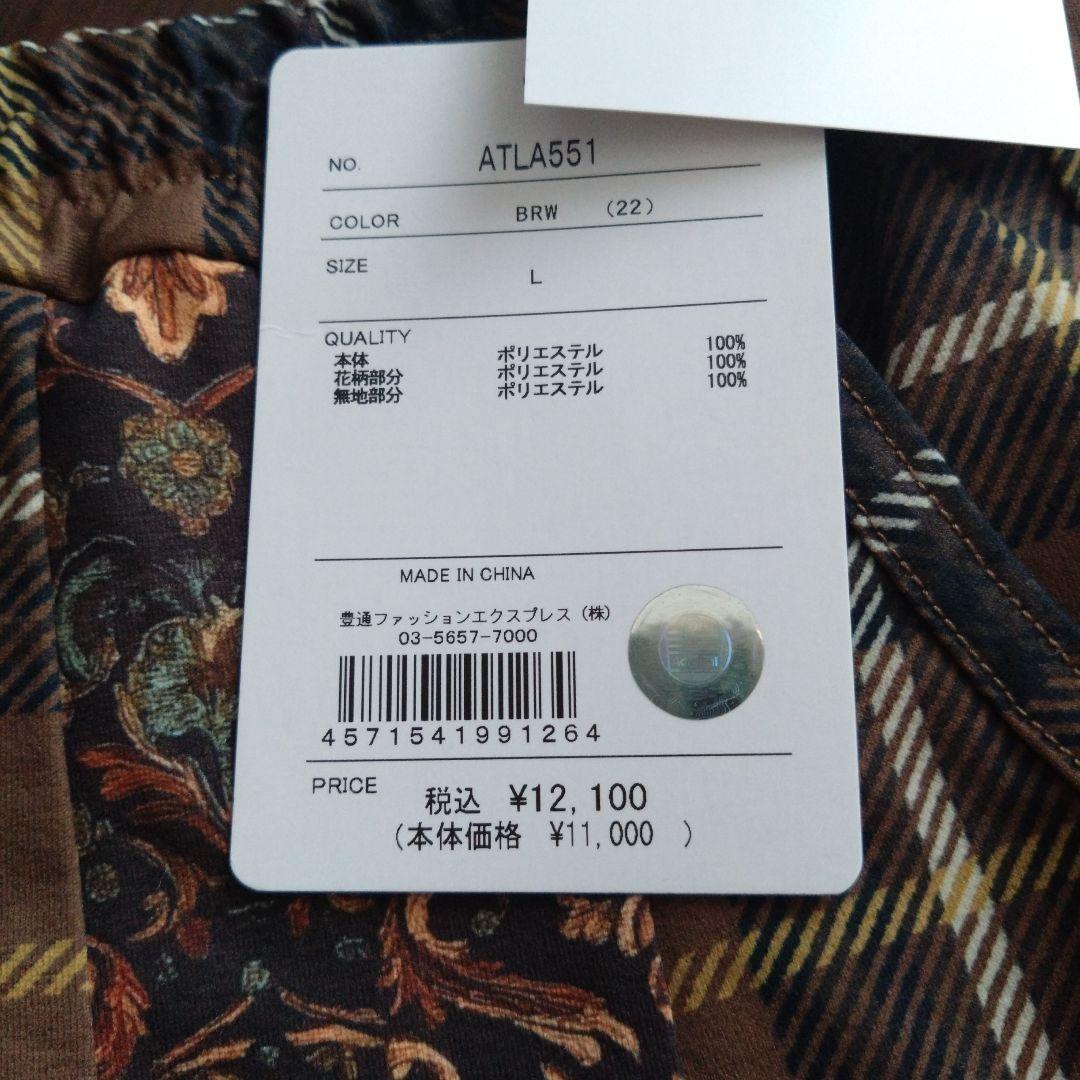 NO. ATLA551
COLOR BRW （22）
SIZE L
QUALITY
本体 ポリエステル 100%
花柄部分 ポリエステル 100%
無地部分 ポリエステル 100%
MADE IN CHINA
豊通ファッションエクスプレス（株）
03-5657-7000
4571541991264
PRICE 税込 ¥12,100
（本体価格 ¥11,000 ）